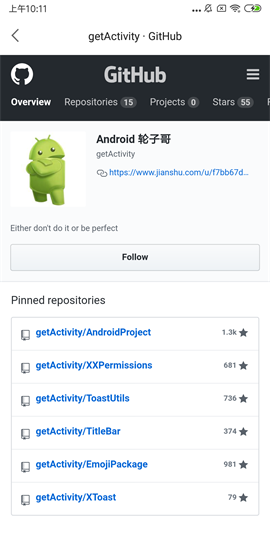 上午10:11
getActivity · GitHub
GitHub
Overview Repositories 15 Projects 0 Stars 55
Android 轮子哥
getActivity
https://www.jianshu.com/u/f7bb67d...
Either don't do it or be perfect
Follow
Pinned repositories
getActivity/AndroidProject 1.3k
getActivity/XXPermissions 681
getActivity/ToastUtils 736
getActivity/TitleBar 374
getActivity/EmojiPackage 981
getActivity/XToast 79